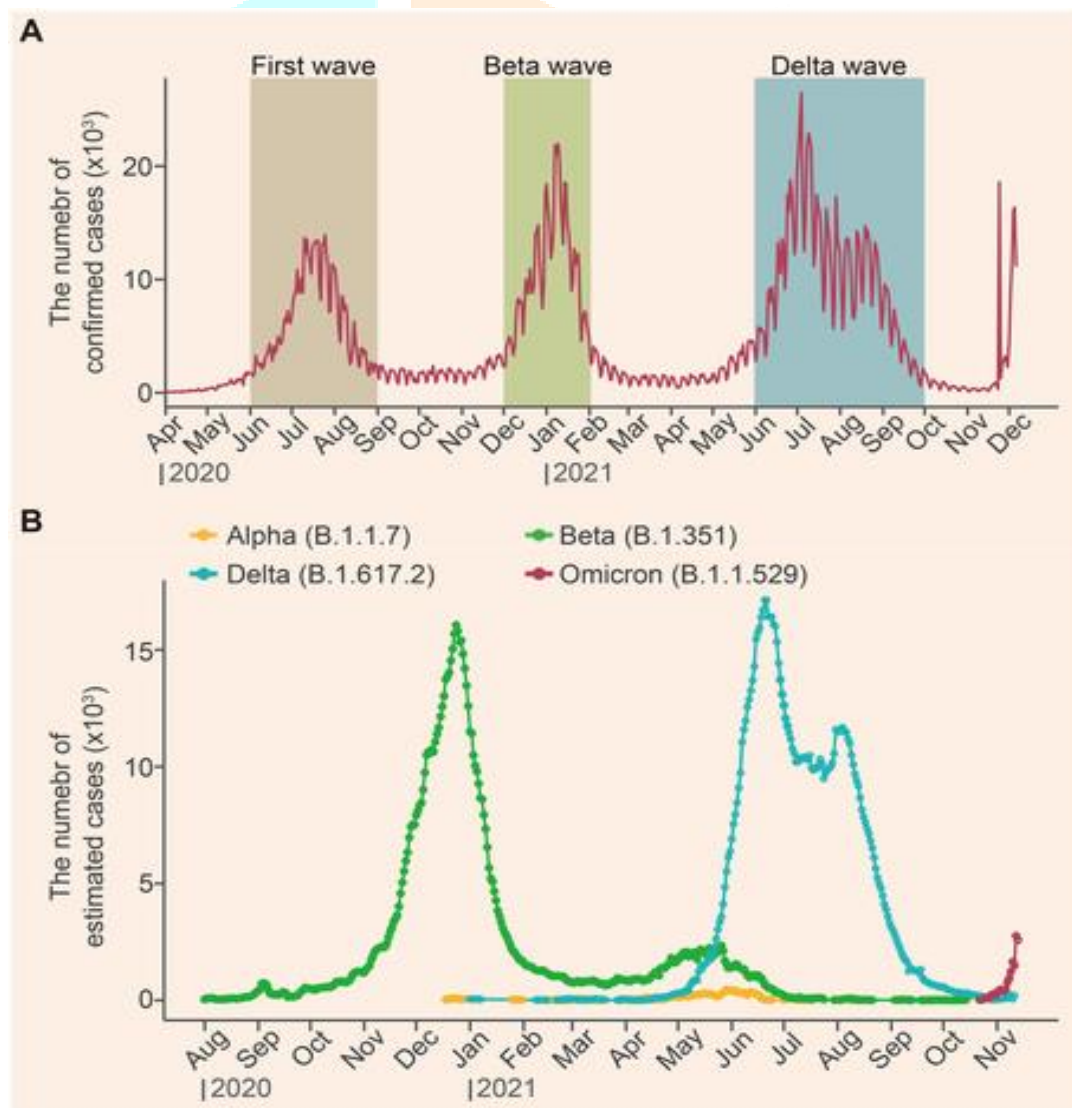 A
First wave Beta wave Delta wave
The numebr of
confirmed cases (x10³)
20
10
0
Apr May Jun Jul Aug Sep Oct Nov Dec Jan Feb Mar Apr May Jun Jul Aug Sep Oct Nov Dec
|2020 |2021
B
Alpha (B.1.1.7) Beta (B.1.351)
Delta (B.1.617.2) Omicron (B.1.1.529)
The numebr of
estimated cases (x10³)
15
10
5
0
Aug Sep Oct Nov Dec Jan Feb Mar Apr May Jun Jul Aug Sep Oct Nov
|2020 |2021